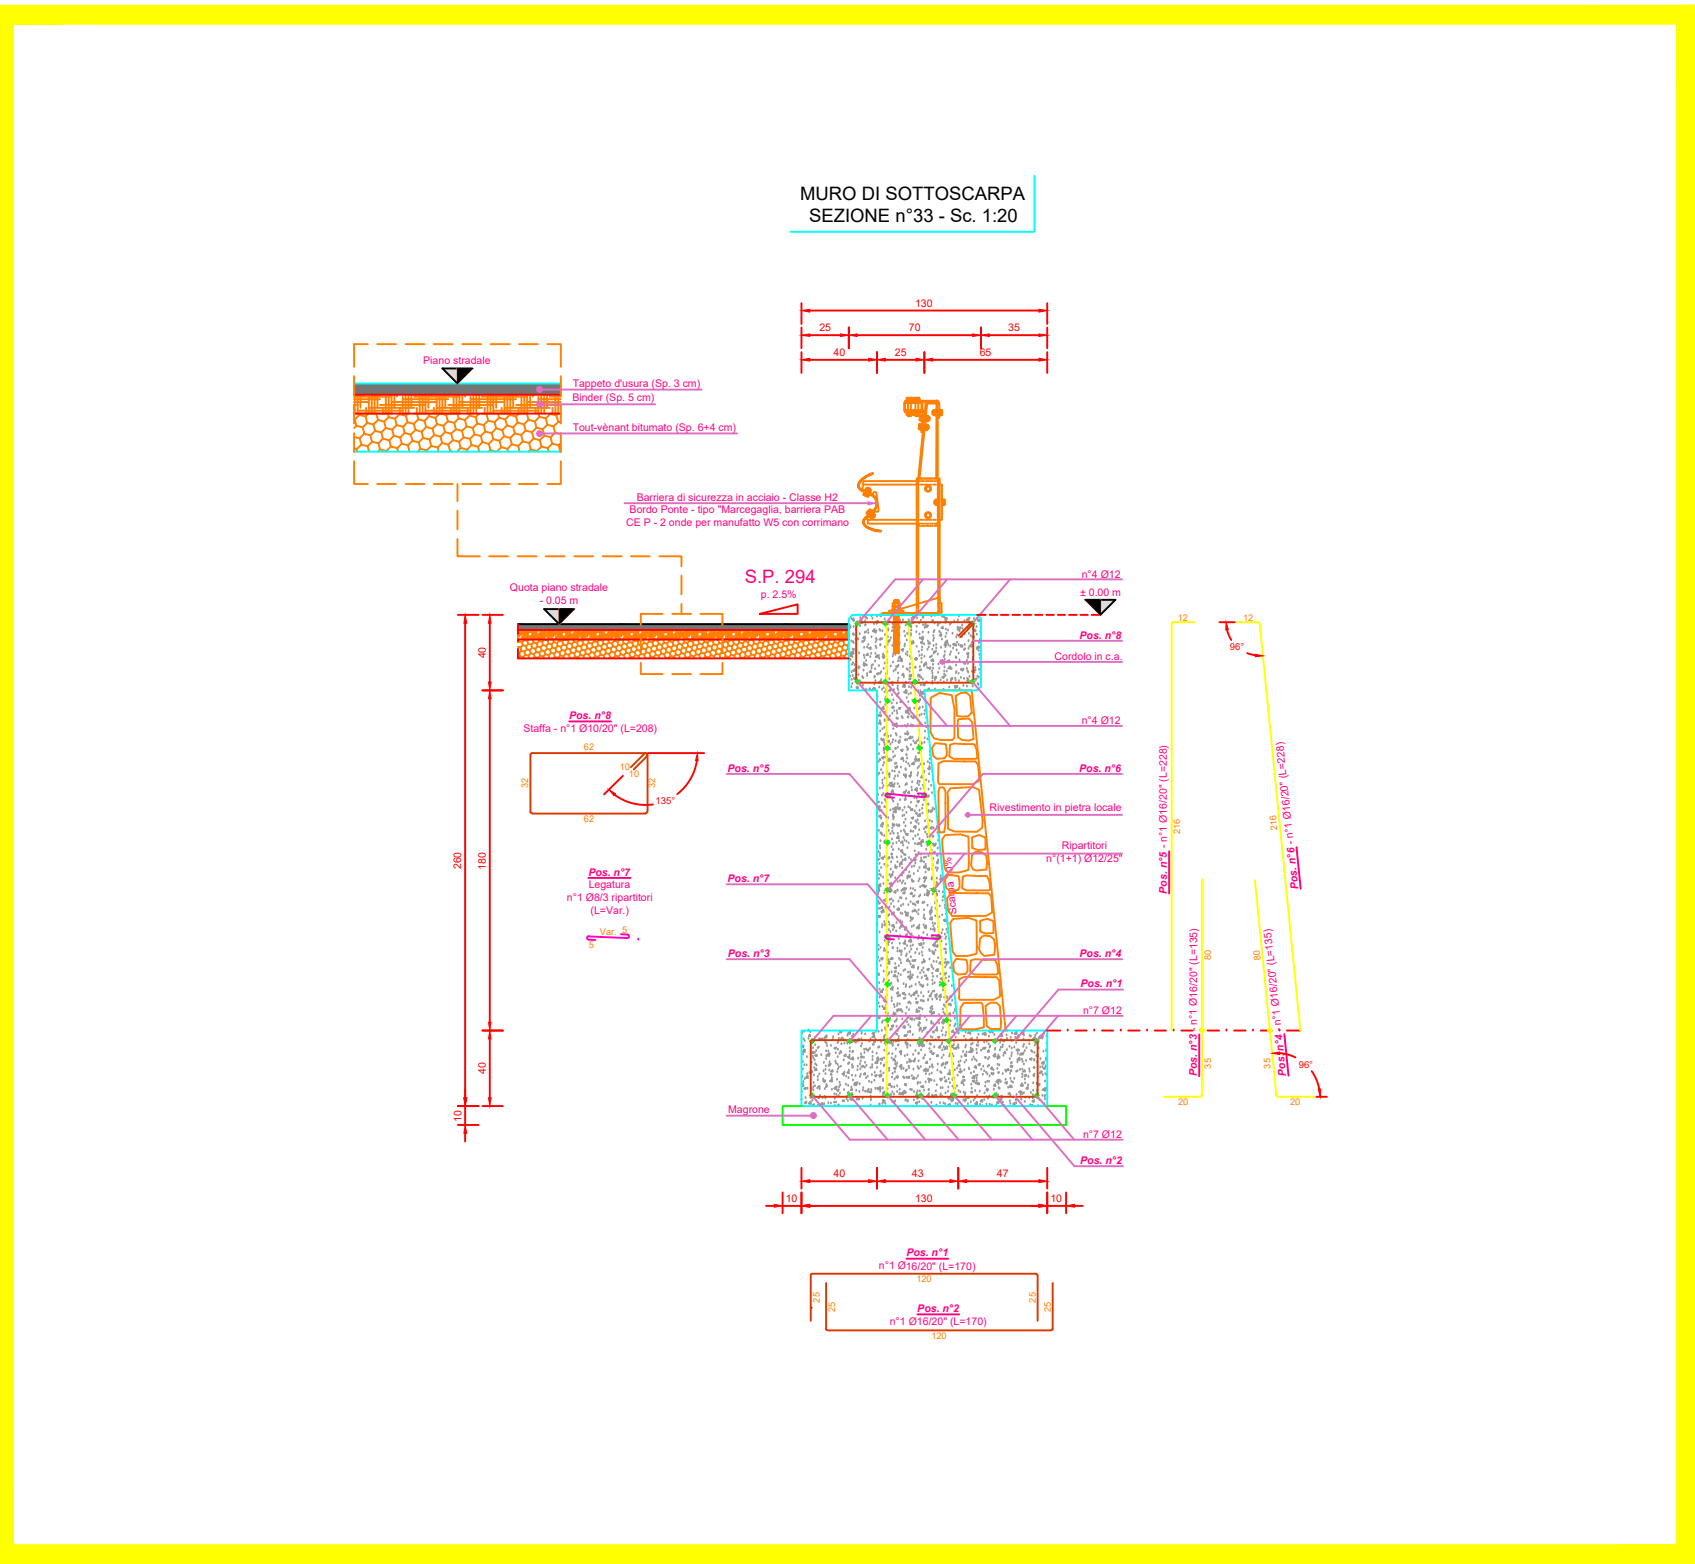 MURO DI SOTTOSCARPA
SEZIONE n°33 - Sc. 1:20
130
25
70
35
40
25
65
Piano stradale
Tappeto d'usura (Sp. 3 cm)
Binder (Sp. 5 cm)
Tout-vènant bitumato (Sp. 6+4 cm)
Barriera di sicurezza in acciaio - Classe H2
Bordo Ponte - tipo "Marcegaglia, barriera PAB
CE P - 2 onde per manufatto W5 con corrimano
S.P. 294
p. 2.5%
Quota piano stradale
- 0.05 m
n°4 Ø12
± 0.00 m
Pos. n°8
Cordolo in c.a.
n°4 Ø12
Pos. n°8
Staffa - n°1 Ø10/20" (L=208)
62
32
10
10
32
135°
62
Pos. n°5
Pos. n°6
Rivestimento in pietra locale
Ripartitori
n°(1+1) Ø12/25"
Pos. n°7
Pos. n°7
Legatura
n°1 Ø8/3 ripartitori
(L=Var.)
Var.
5
5
Pos. n°3
Pos. n°4
Pos. n°1
n°7 Ø12
Magrone
n°7 Ø12
Pos. n°2
40
260
180
40
10
12
12
96°
Pos. n°5 - n°1 Ø16/20" (L=228)
216
216
Pos. n°6 - n°1 Ø16/20" (L=228)
Pos. n°3 - n°1 Ø16/20" (L=135)
80
35
80
35
Pos. n°4 - n°1 Ø16/20" (L=135)
96°
20
20
40
43
47
10
130
10
Pos. n°1
n°1 Ø16/20" (L=170)
120
25
25
25
25
Pos. n°2
n°1 Ø16/20" (L=170)
120